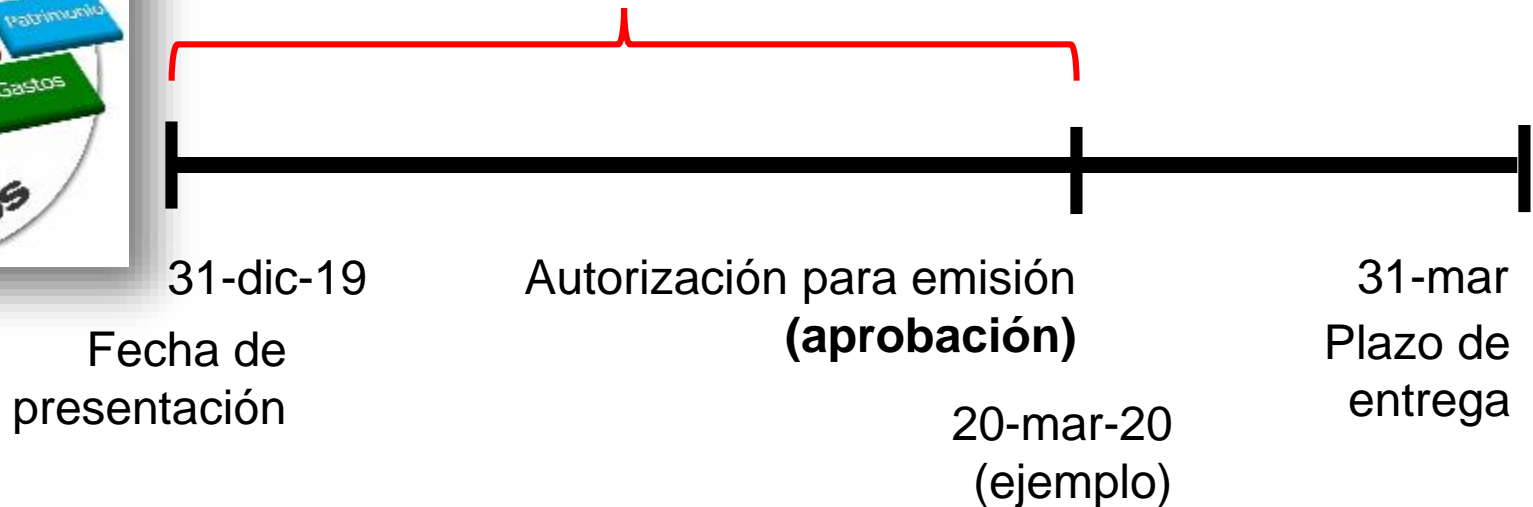 Patrimonio
Gastos
31-dic-19
Fecha de
presentación
Autorización para emisión
(aprobación)
20-mar-20
(ejemplo)
31-mar
Plazo de
entrega